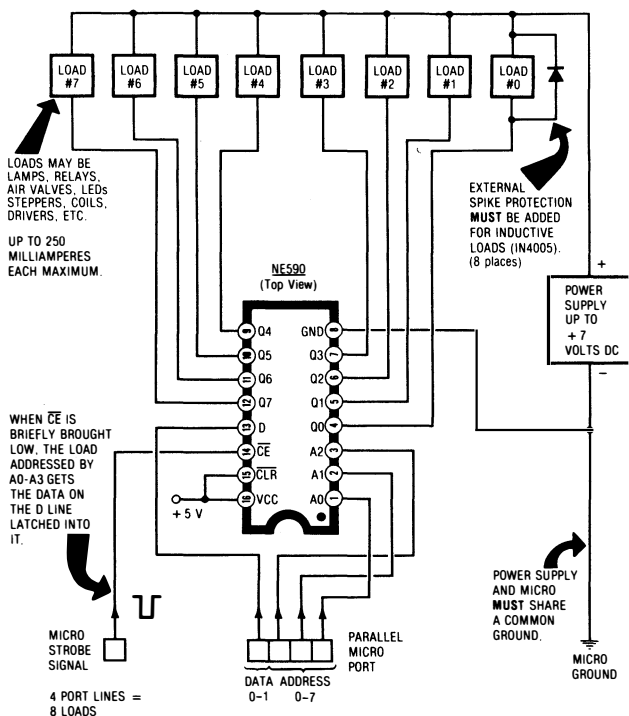 LOAD #7
LOAD #6
LOAD #5
LOAD #4
LOAD #3
LOAD #2
LOAD #1
LOAD #0
LOADS MAY BE
LAMPS, RELAYS,
AIR VALVES, LEDs
STEPPERS, COILS,
DRIVERS, ETC.
UP TO 250
MILLIAMPERES
EACH MAXIMUM.
EXTERNAL
SPIKE PROTECTION
MUST BE ADDED
FOR INDUCTIVE
LOADS (IN4005).
(8 places)
NE590
(Top View)
+
POWER
SUPPLY
UP TO
+7
VOLTS DC
−
9 Q4 GND 8
10 Q5 Q3 7
11 Q6 Q2 6
12 Q7 Q1 5
13 D Q0 4
14 C̅E̅ A2 3
15 C̅L̅R̅ A1 2
16 VCC A0 1
+5 V
WHEN C̅E̅ IS
BRIEFLY BROUGHT
LOW, THE LOAD
ADDRESSED BY
A0-A3 GETS
THE DATA ON
THE D LINE
LATCHED INTO
IT.
POWER SUPPLY
AND MICRO
MUST SHARE
A COMMON
GROUND.
MICRO
STROBE
SIGNAL
PARALLEL
MICRO
PORT
MICRO
GROUND
DATA ADDRESS
0-1 0-7
4 PORT LINES =
8 LOADS